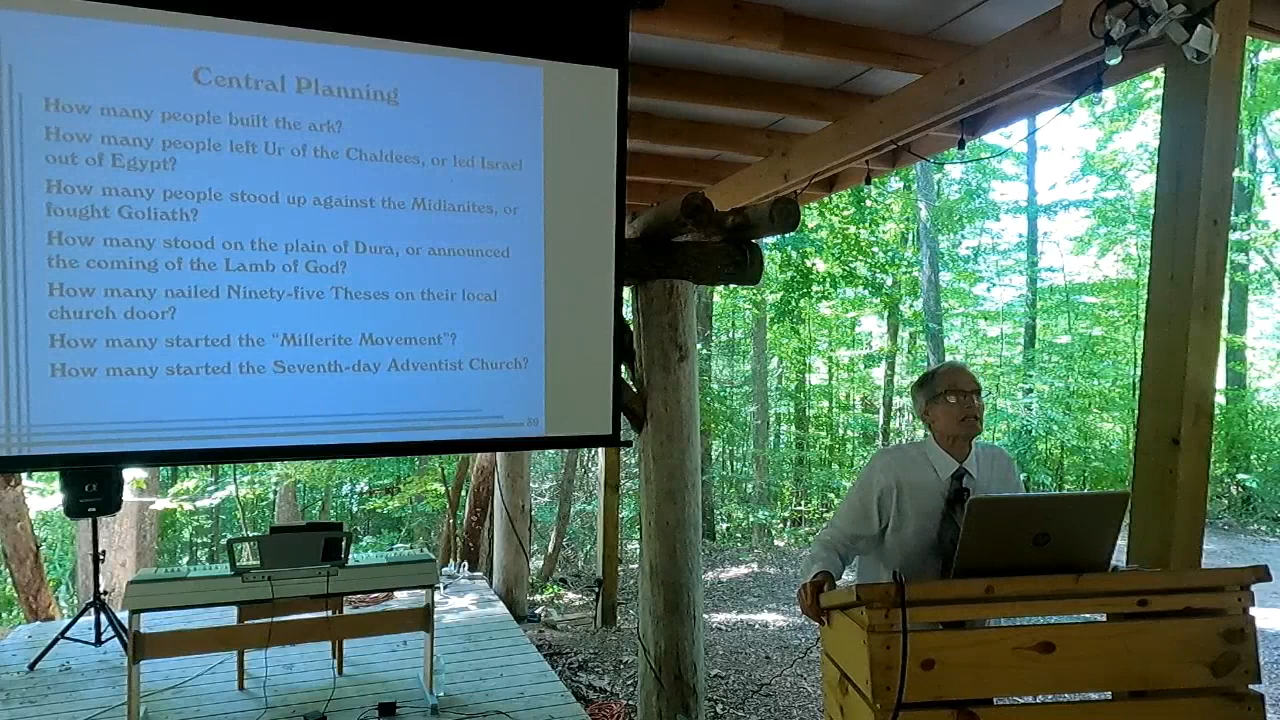 Central Planning
How many people built the ark?
How many people left Ur of the Chaldees, or led Israel
out of Egypt?
How many people stood up against the Midianites, or
fought Goliath?
How many stood on the plain of Dura, or announced
the coming of the Lamb of God?
How many nailed Ninety-five Theses on their local
church door?
How many started the “Millerite Movement”?
How many started the Seventh-day Adventist Church?
89
hp